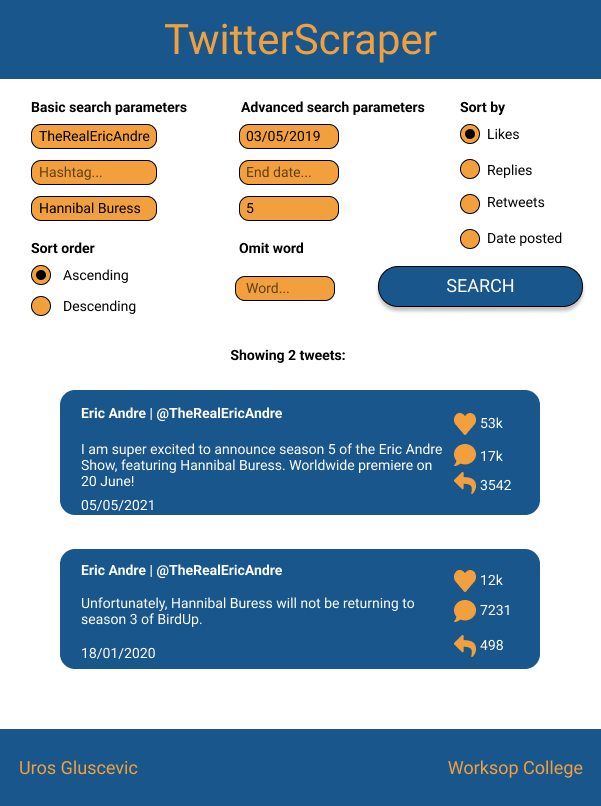 TwitterScraper
Basic search parameters
TheRealEricAndre
Hashtag...
Hannibal Buress
Advanced search parameters
03/05/2019
End date...
5
Sort by
Likes
Replies
Retweets
Date posted
Sort order
Ascending
Descending
Omit word
Word...
SEARCH
Showing 2 tweets:
Eric Andre | @TheRealEricAndre
I am super excited to announce season 5 of the Eric Andre
Show, featuring Hannibal Buress. Worldwide premiere on
20 June!
05/05/2021
53k
17k
3542
Eric Andre | @TheRealEricAndre
Unfortunately, Hannibal Buress will not be returning to
season 3 of BirdUp.
18/01/2020
12k
7231
498
Uros Gluscevic
Worksop College